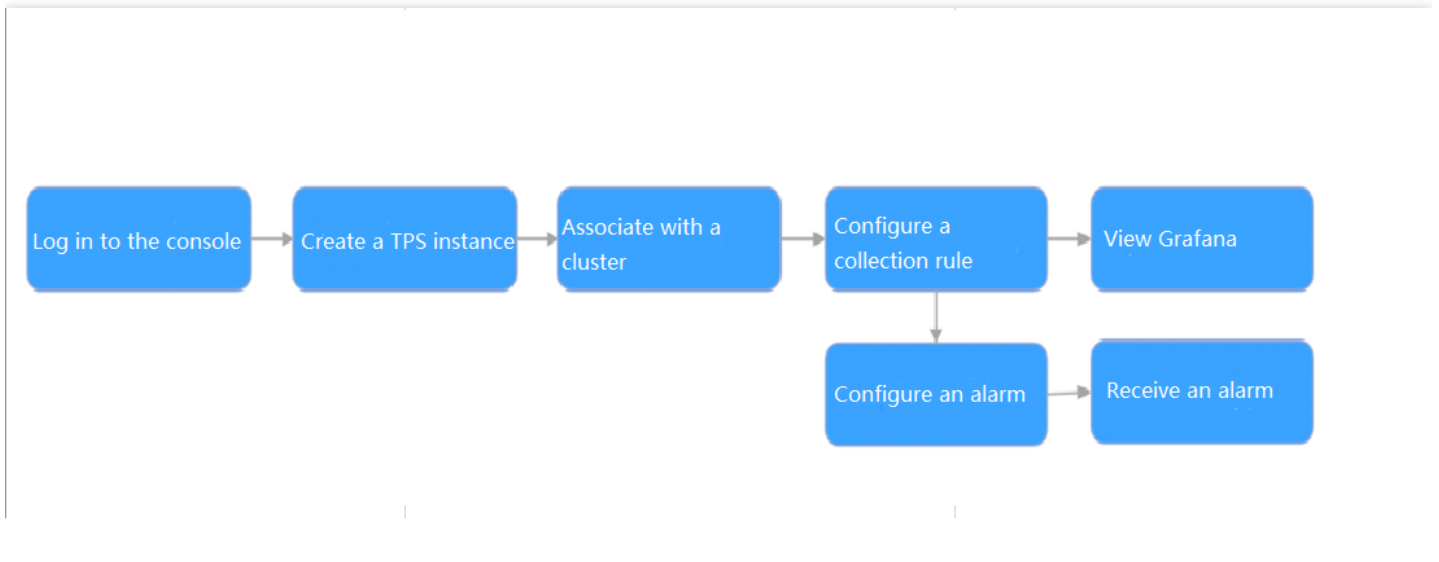 Log in to the console
Create a TPS instance
Associate with a
cluster
Configure a
collection rule
View Grafana
Configure an alarm
Receive an alarm